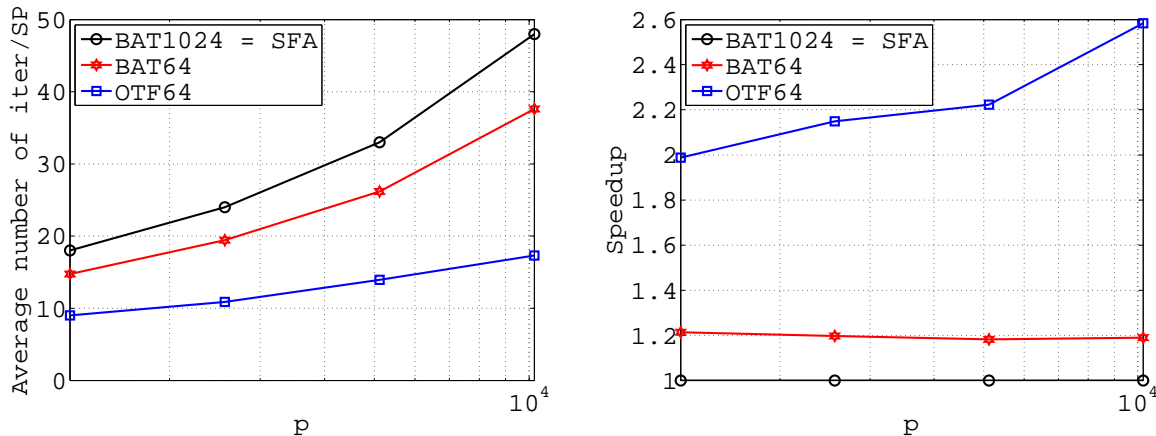 Average number of iter/SP
50
40
30
20
10
0
BAT1024 = SFA
BAT64
OTF64
10^4
p
Speedup
2.6
2.4
2.2
2
1.8
1.6
1.4
1.2
1
BAT1024 = SFA
BAT64
OTF64
10^4
p